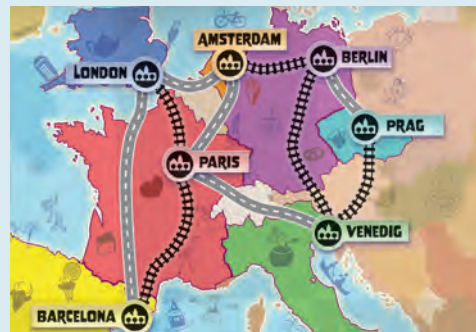 AMSTERDAM
BERLIN
LONDON
PRAG
PARIS
VENEDIG
BARCELONA